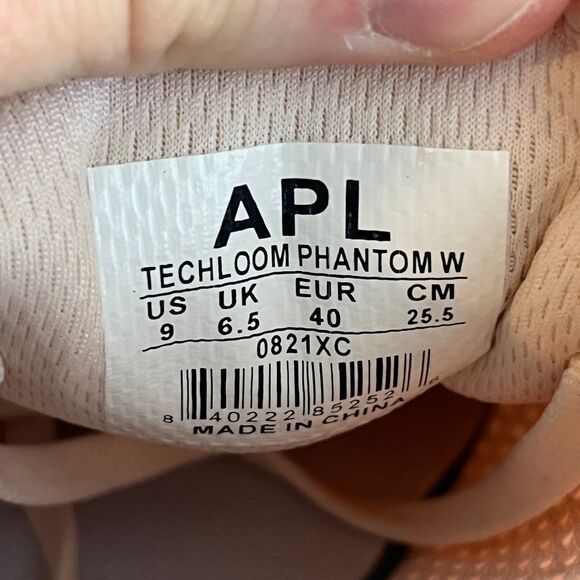 APL
TECHLOOM PHANTOM W
US UK EUR CM
9 6.5 40 25.5
0821XC
8 40222 85252 6
MADE IN CHINA